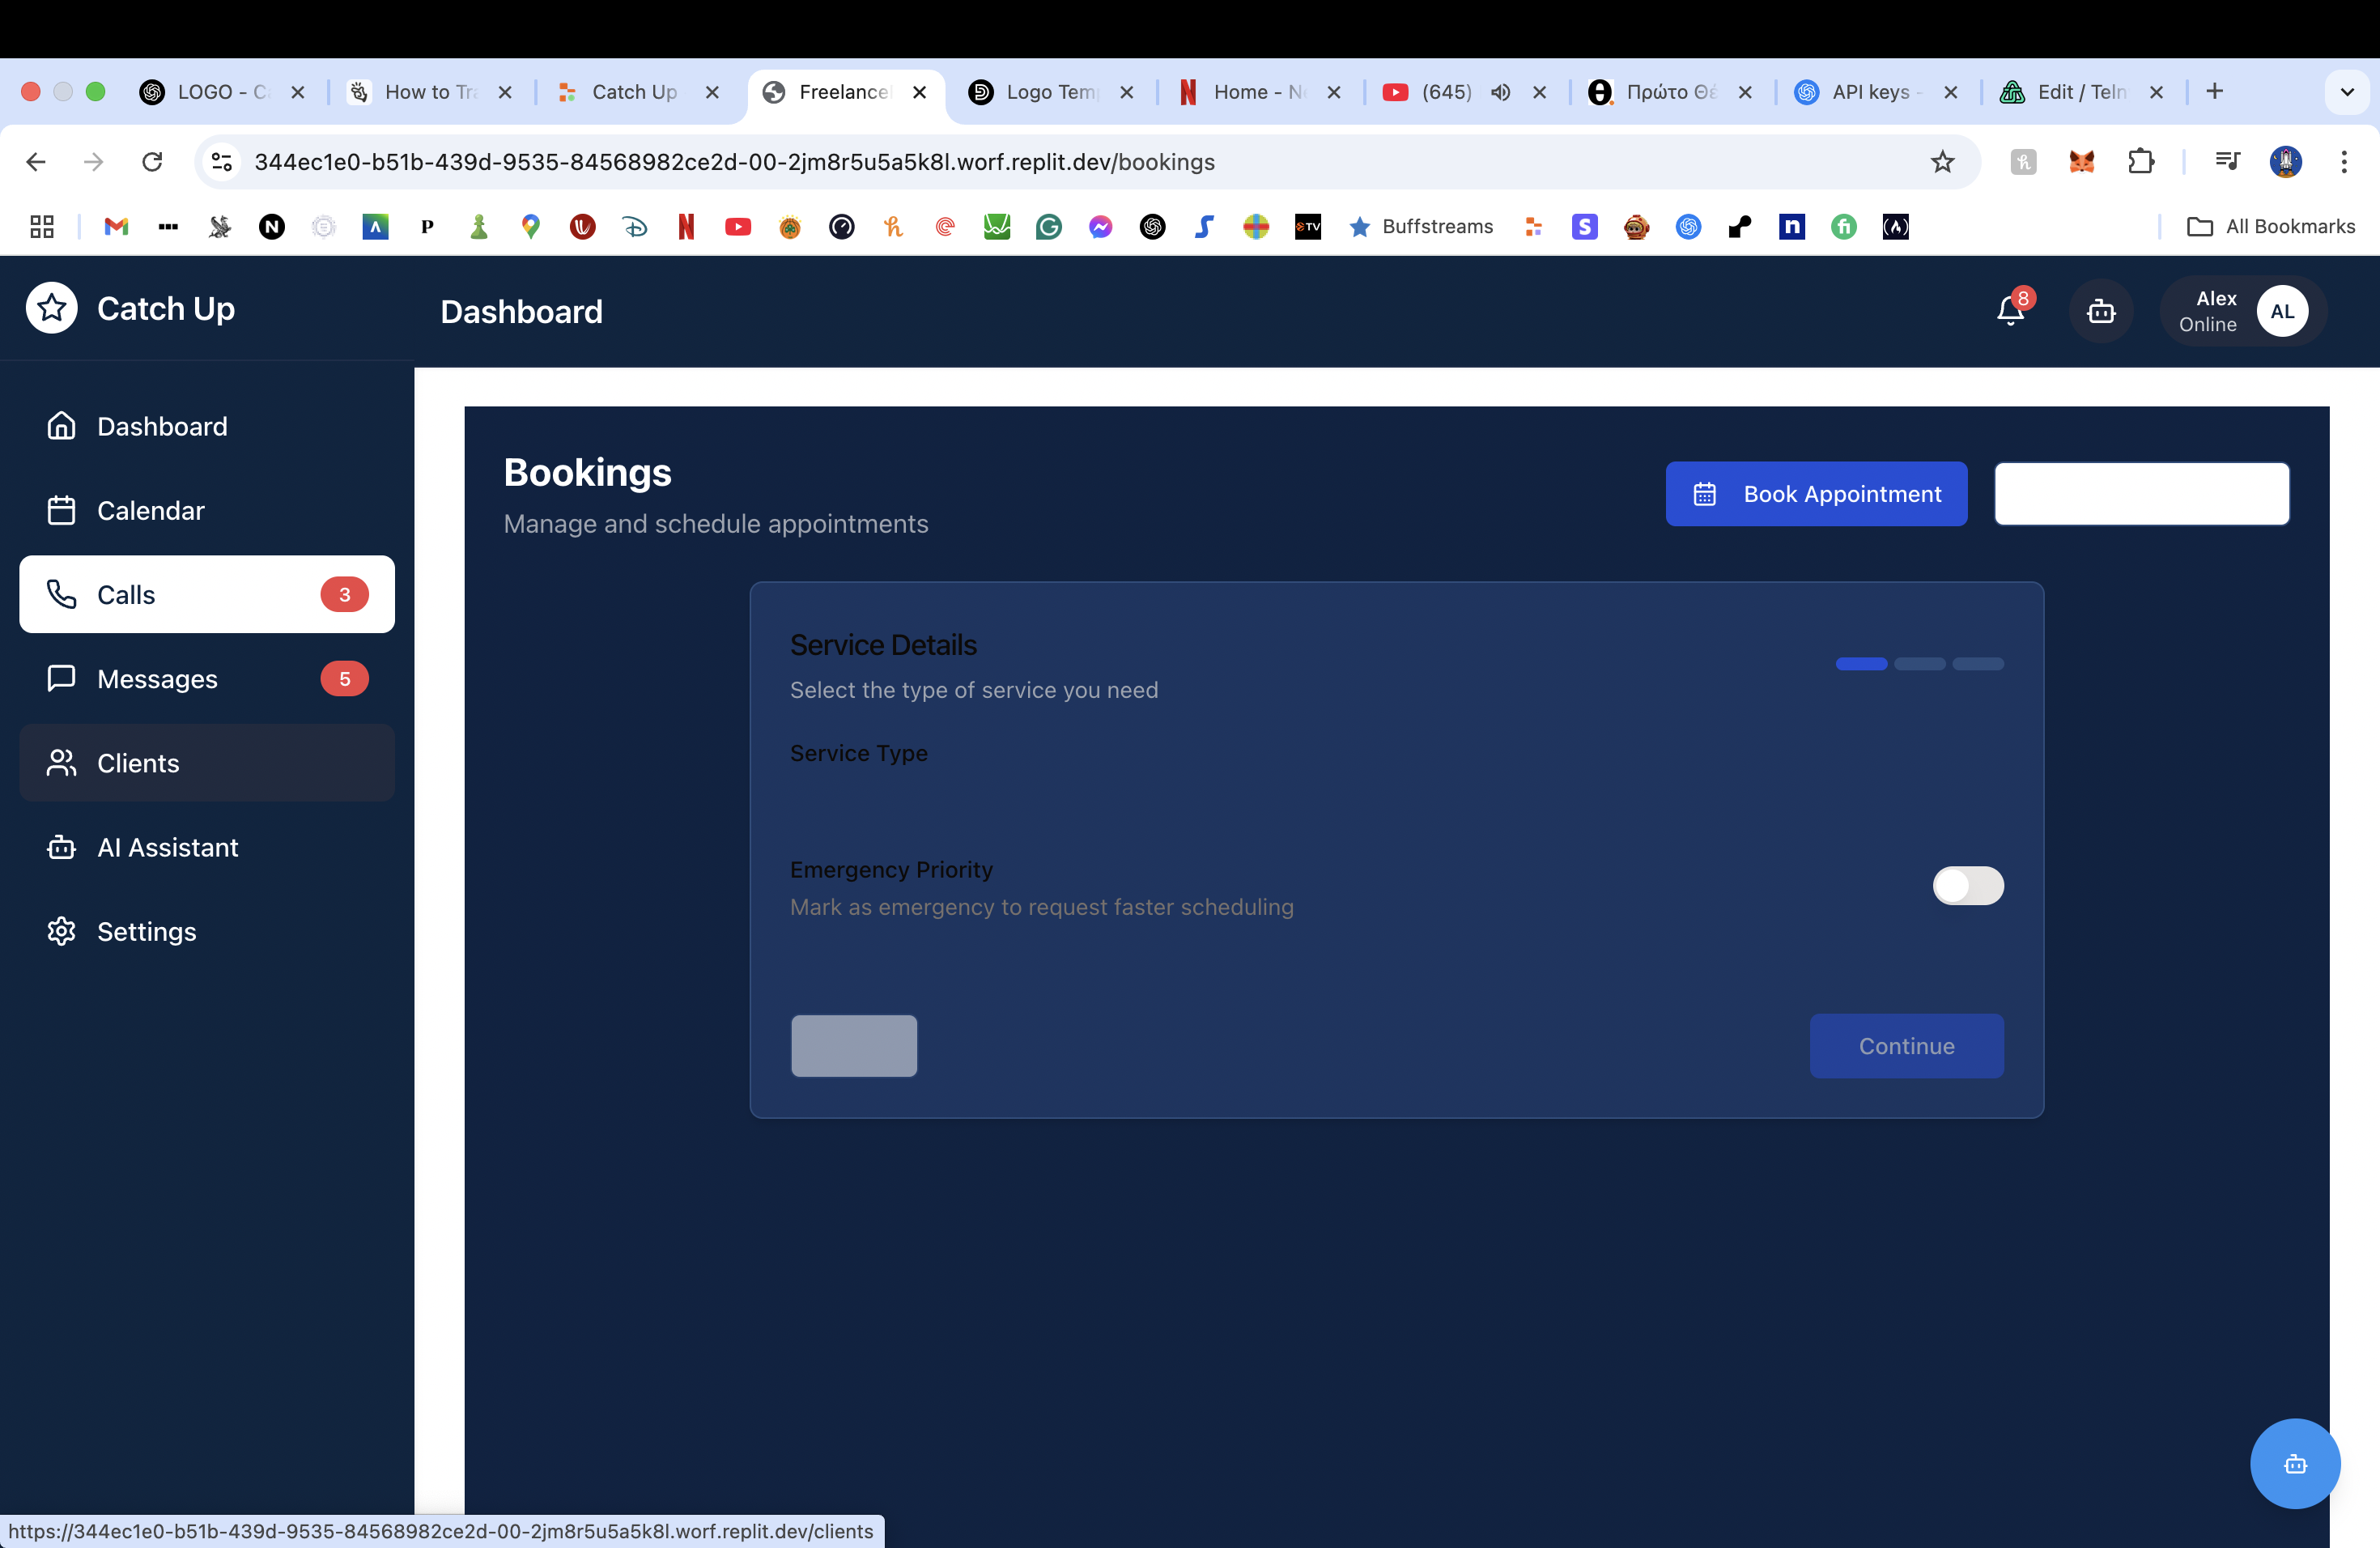 LOGO - C
How to Tra
Catch Up
Freelance
Logo Tem
Home - N
(645)
Πρώτο Θέ
API keys -
Edit / Teln
344ec1e0-b51b-439d-9535-84568982ce2d-00-2jm8r5u5a5k8l.worf.replit.dev/bookings
Buffstreams
All Bookmarks
Catch Up
Dashboard
8
Alex
Online
AL
Dashboard
Calendar
Calls
3
Messages
5
Clients
AI Assistant
Settings
Bookings
Manage and schedule appointments
Book Appointment
Service Details
Select the type of service you need
Service Type
Emergency Priority
Mark as emergency to request faster scheduling
Continue
https://344ec1e0-b51b-439d-9535-84568982ce2d-00-2jm8r5u5a5k8l.worf.replit.dev/clients